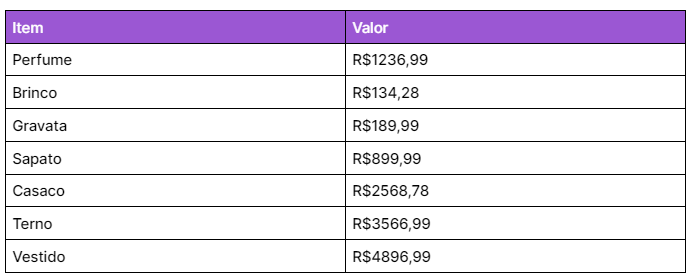 Item Valor
Perfume R$1236,99
Brinco R$134,28
Gravata R$189,99
Sapato R$899,99
Casaco R$2568,78
Terno R$3566,99
Vestido R$4896,99